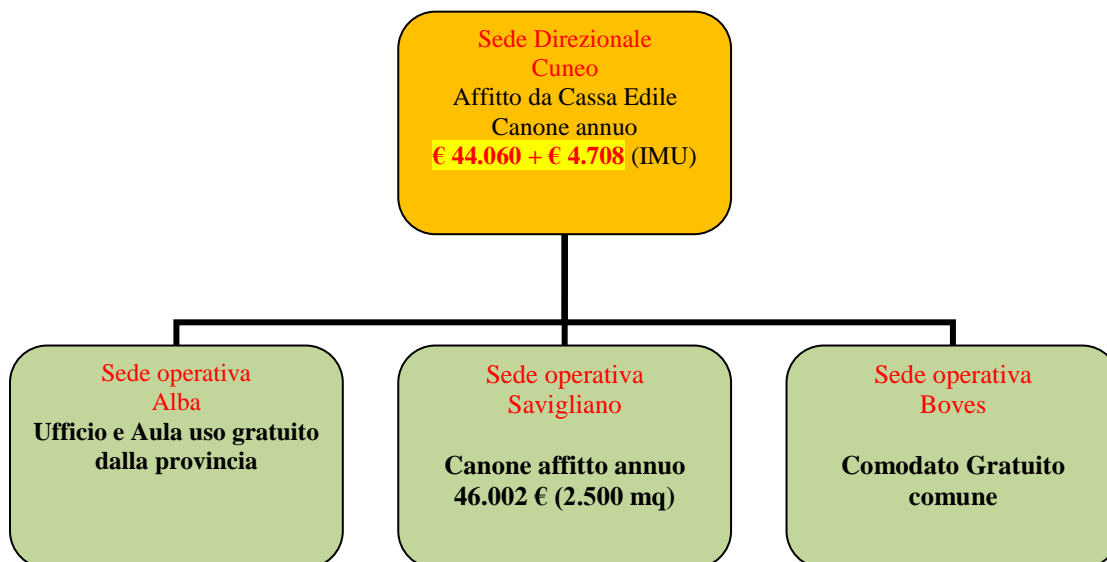 Sede Direzionale
Cuneo
Affitto da Cassa Edile
Canone annuo
€ 44.060 + € 4.708 (IMU)
Sede operativa
Alba
Ufficio e Aula uso gratuito
dalla provincia
Sede operativa
Savigliano
Canone affitto annuo
46.002 € (2.500 mq)
Sede operativa
Boves
Comodato Gratuito
comune